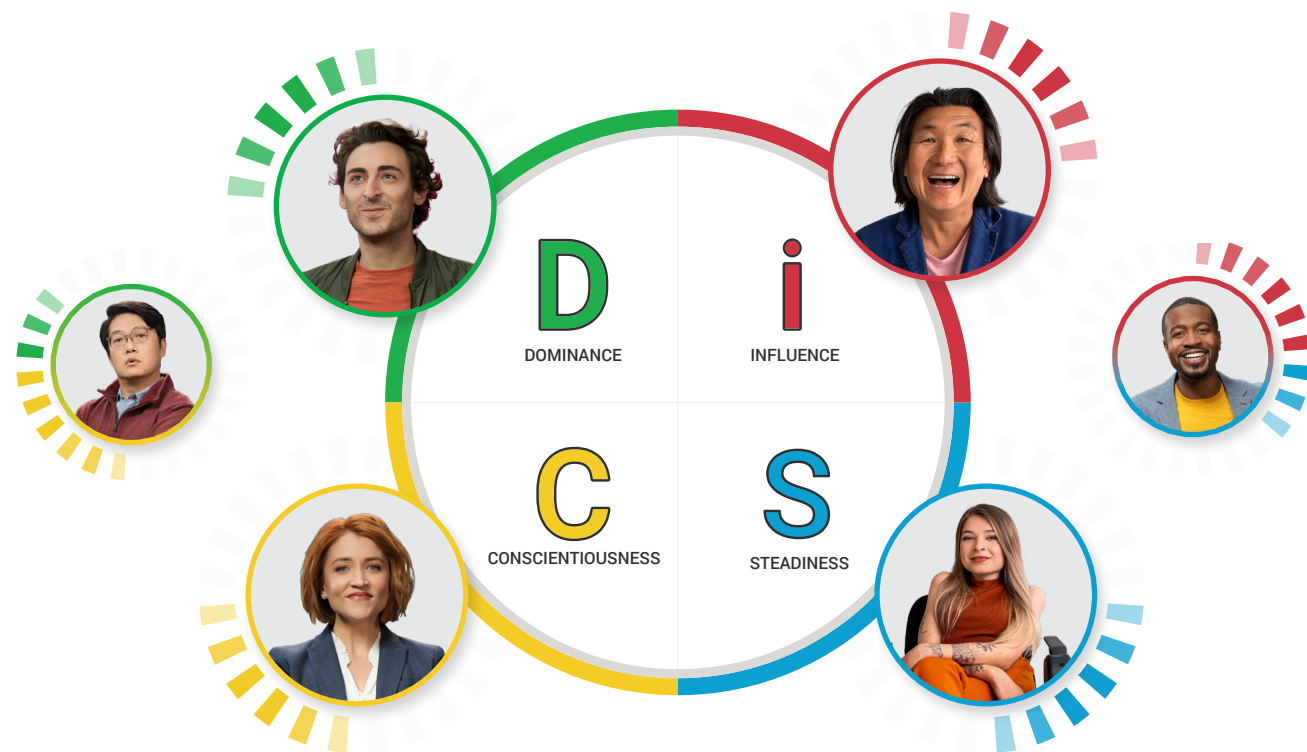 D
DOMINANCE
i
INFLUENCE
C
CONSCIENTIOUSNESS
S
STEADINESS